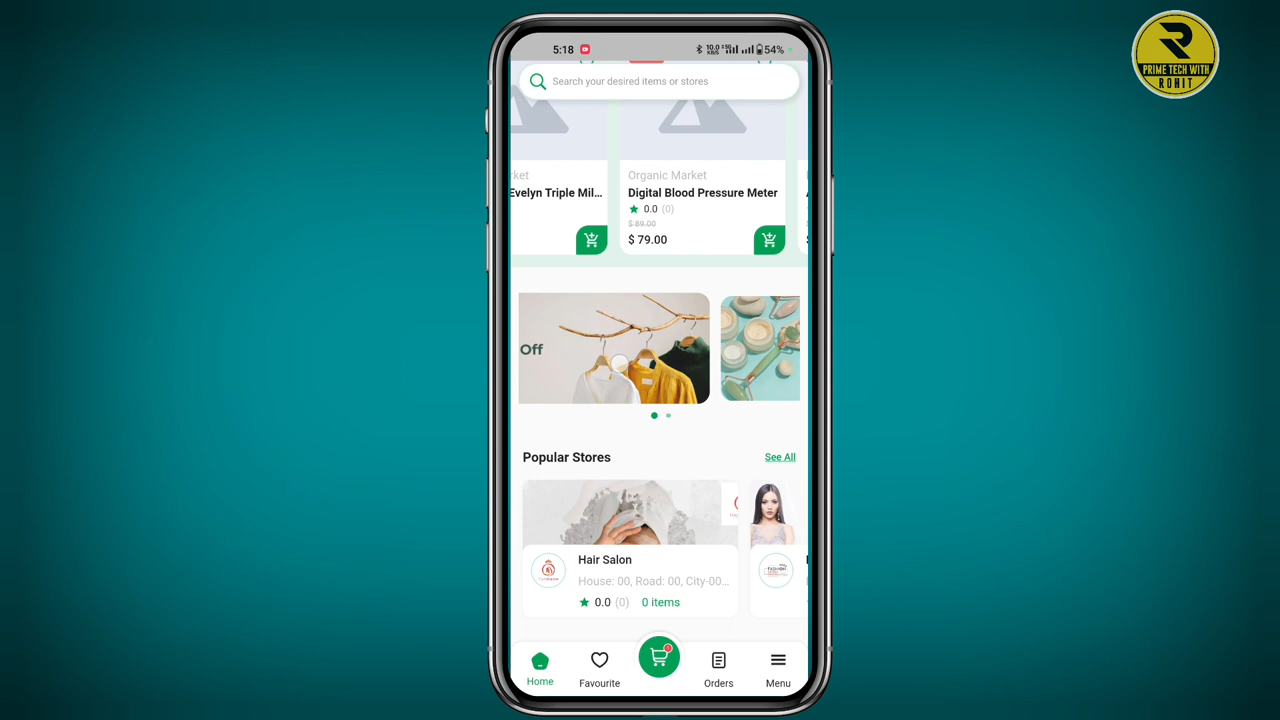 PRIME TECH WITH
ROHIT
5:18
54%
Search your desired items or stores
rket
Evelyn Triple Mil...
Organic Market
Digital Blood Pressure Meter
0.0 (0)
$ 89.00
$ 79.00
Off
Popular Stores
See All
Hair Salon
House: 00, Road: 00, City-00...
0.0 (0) 0 items
Home
Favourite
Orders
Menu